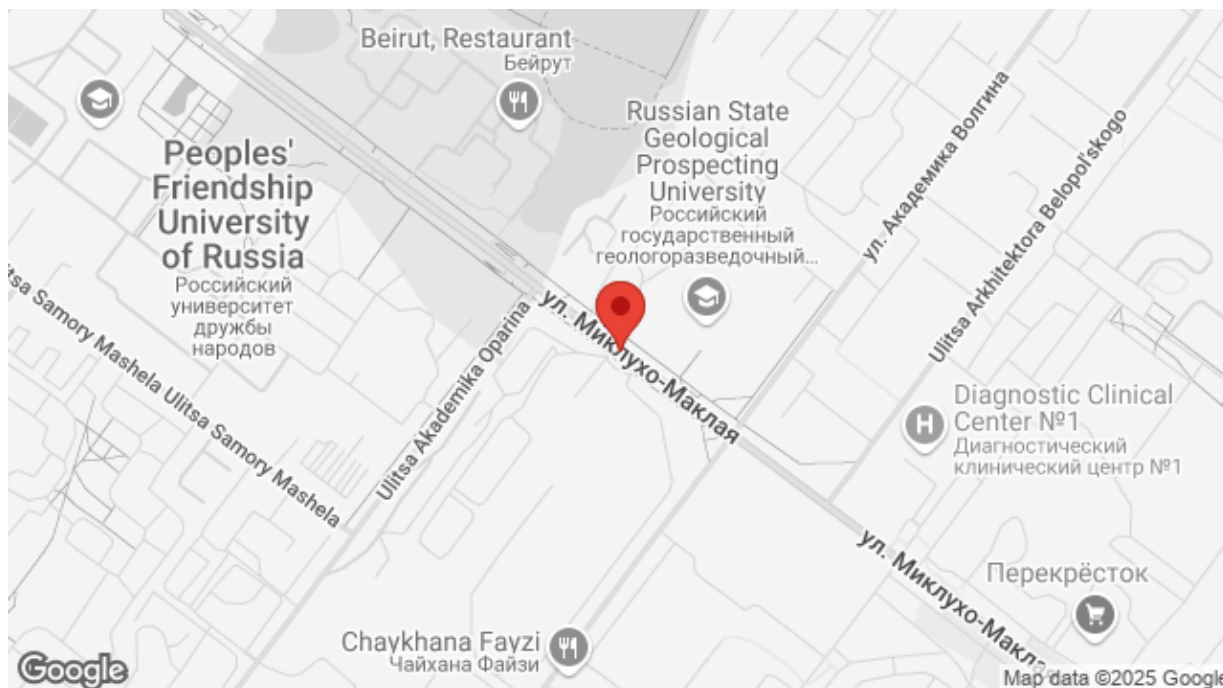 Beirut, Restaurant
Бейрут
Russian State
Geological
Prospecting
University
Российский
государственный
геологоразведочный...
Peoples'
Friendship
University
of Russia
Российский
университет
дружбы
народов
ул. Академика Волгина
Ulitsa Arkhitektora Belopol'skogo
ул. Миклухо-Маклая
Ulitsa Akademika Oparina
Ulitsa Samory Mashela Ulitsa Samory Mashela
Diagnostic Clinical
Center №1
Диагностический
клинический центр №1
ул. Миклухо-Макла
Перекрёсток
Chaykhana Fayzi
Чайхана Файзи
Google
Map data ©2025 Google